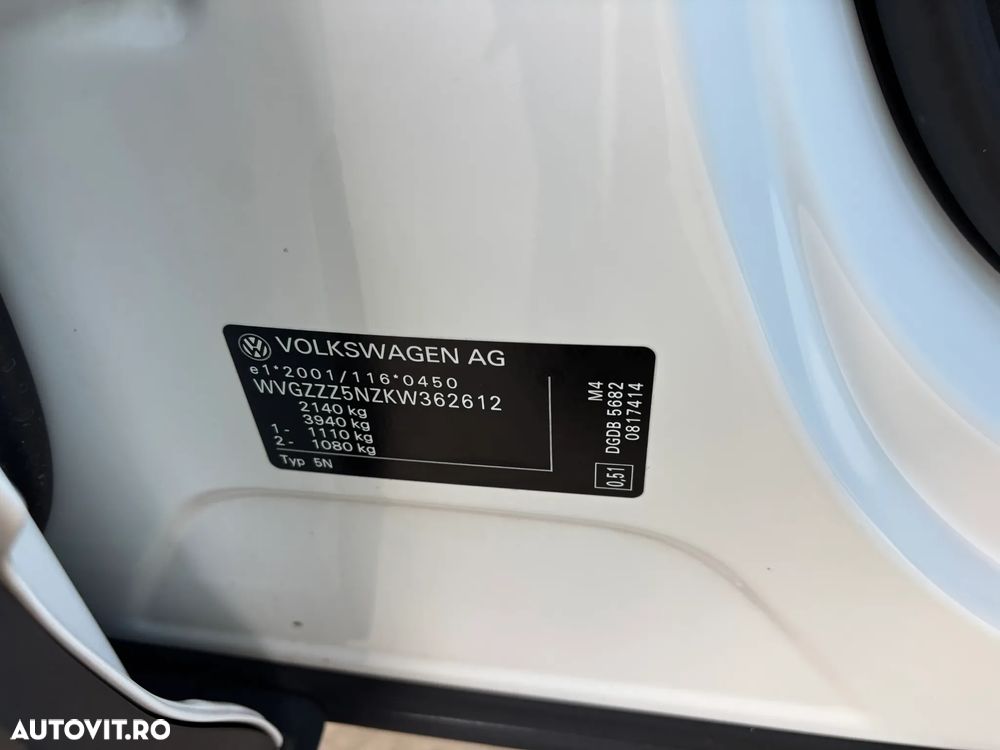 VOLKSWAGEN AG
e1*2001/116*0450
WVGZZZ5NZKW362612
2140 kg
3940 kg
1 - 1110 kg
2 - 1080 kg
Typ 5N
M4
DGDB 5682
0817414
0,51
AUTOVIT.RO